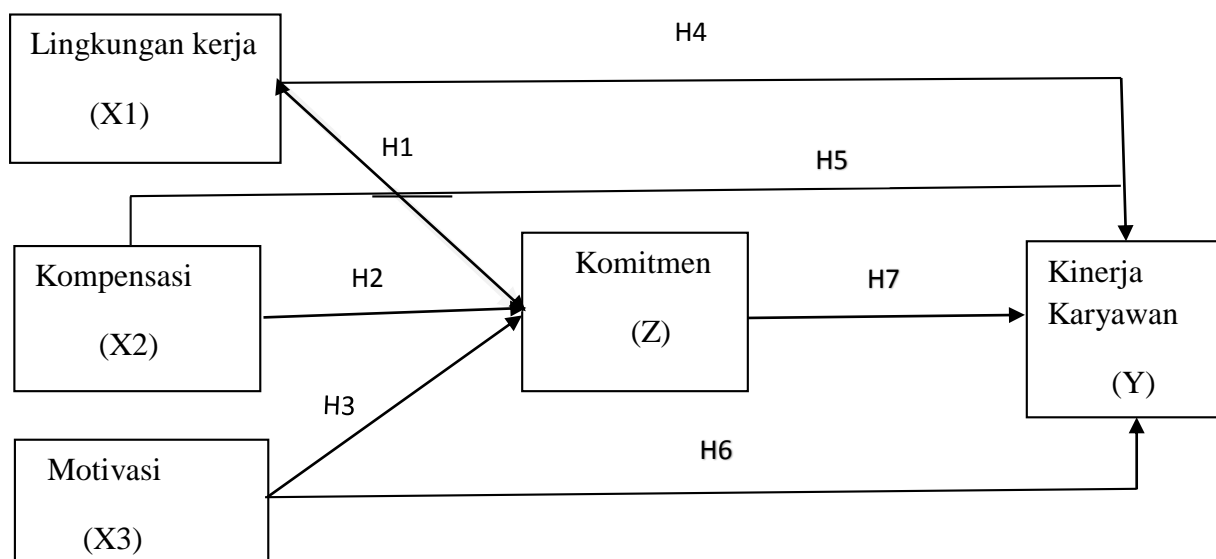 Lingkungan kerja
(X1)
H4
H1
H5
Kompensasi
(X2)
H2
Komitmen
(Z)
H7
Kinerja
Karyawan
(Y)
H3
Motivasi
(X3)
H6